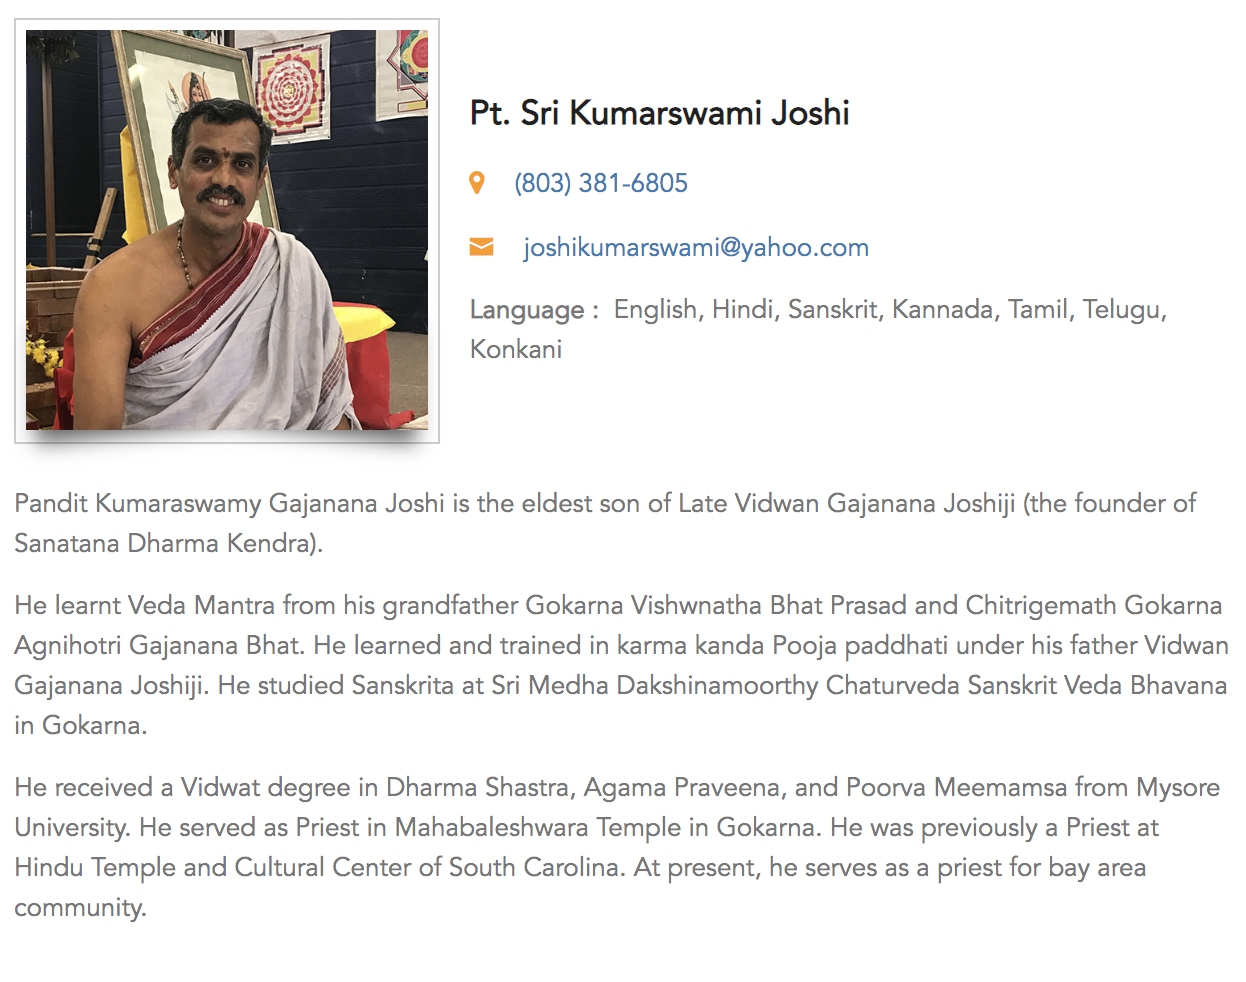 Pt. Sri Kumarswami Joshi
(803) 381-6805
joshikumarswami@yahoo.com
Language : English, Hindi, Sanskrit, Kannada, Tamil, Telugu,
Konkani
Pandit Kumaraswamy Gajanana Joshi is the eldest son of Late Vidwan Gajanana Joshiji (the founder of
Sanatana Dharma Kendra).
He learnt Veda Mantra from his grandfather Gokarna Vishwnatha Bhat Prasad and Chitrigemath Gokarna
Agnihotri Gajanana Bhat. He learned and trained in karma kanda Pooja paddhati under his father Vidwan
Gajanana Joshiji. He studied Sanskrita at Sri Medha Dakshinamoorthy Chaturveda Sanskrit Veda Bhavana
in Gokarna.
He received a Vidwat degree in Dharma Shastra, Agama Praveena, and Poorva Meemamsa from Mysore
University. He served as Priest in Mahabaleshwara Temple in Gokarna. He was previously a Priest at
Hindu Temple and Cultural Center of South Carolina. At present, he serves as a priest for bay area
community.